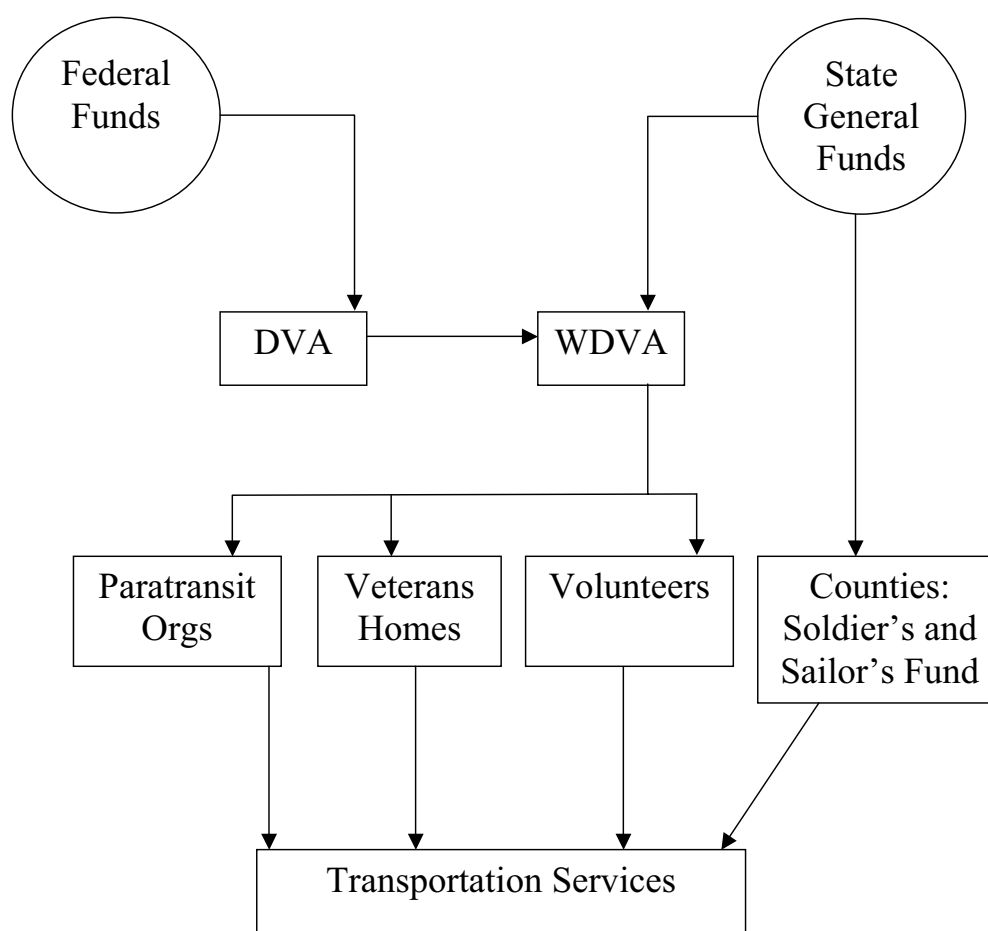 Federal
Funds
State
General
Funds
DVA
WDVA
Paratransit
Orgs
Veterans
Homes
Volunteers
Counties:
Soldier’s and
Sailor’s Fund
Transportation Services